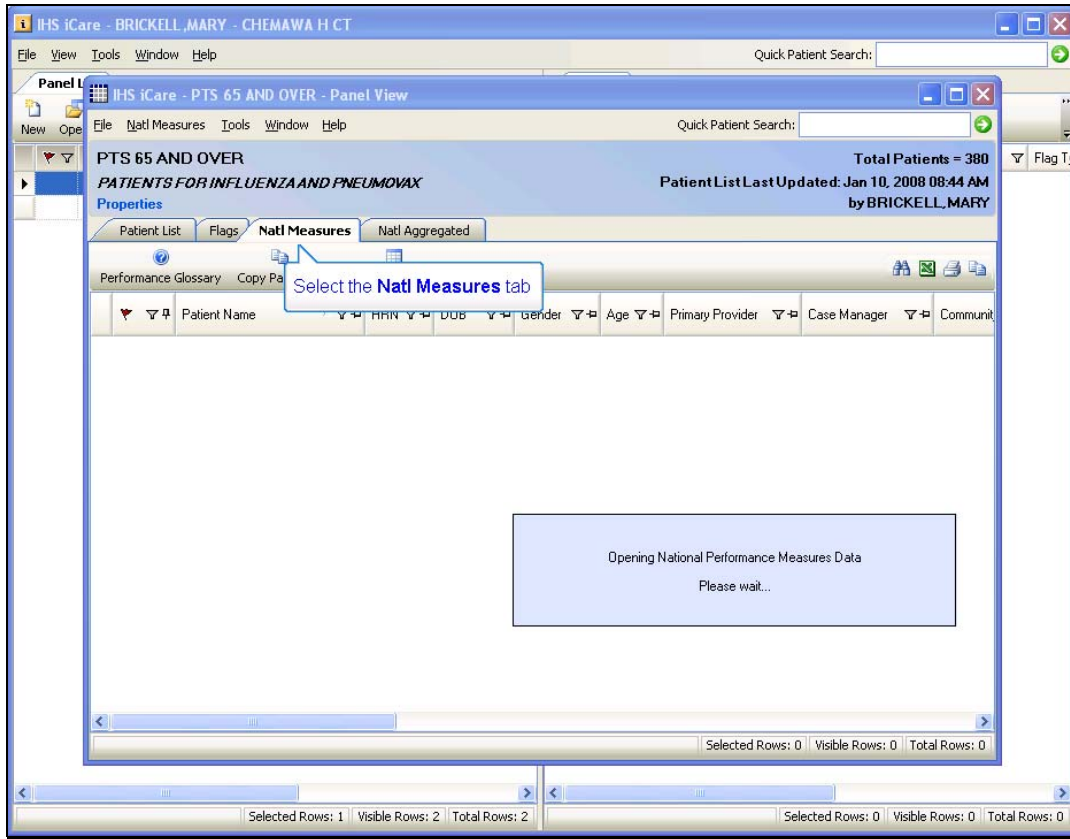 IHS iCare - BRICKELL,MARY - CHEMAWA H CT
File View Tools Window Help Quick Patient Search:
Panel
New
IHS iCare - PTS 65 AND OVER - Panel View
File Natl Measures Tools Window Help Quick Patient Search:
PTS 65 AND OVER Total Patients = 380
PATIENTS FOR INFLUENZA AND PNEUMOVAX Patient List Last Updated: Jan 10, 2008 08:44 AM
Properties by BRICKELL,MARY
Flag
Patient List Flags Natl Measures Natl Aggregated
Performance Glossary Copy
Select the Natl Measures tab
Patient Name HRN DOB Gender Age Primary Provider Case Manager
Opening National Performance Measures Data
Please wait...
Selected Rows: 0 Visible Rows: 0 Total Rows: 0
Selected Rows: 1 Visible Rows: 2 Total Rows: 2 Selected Rows: 0 Visible Rows: 0 Total Rows: 0